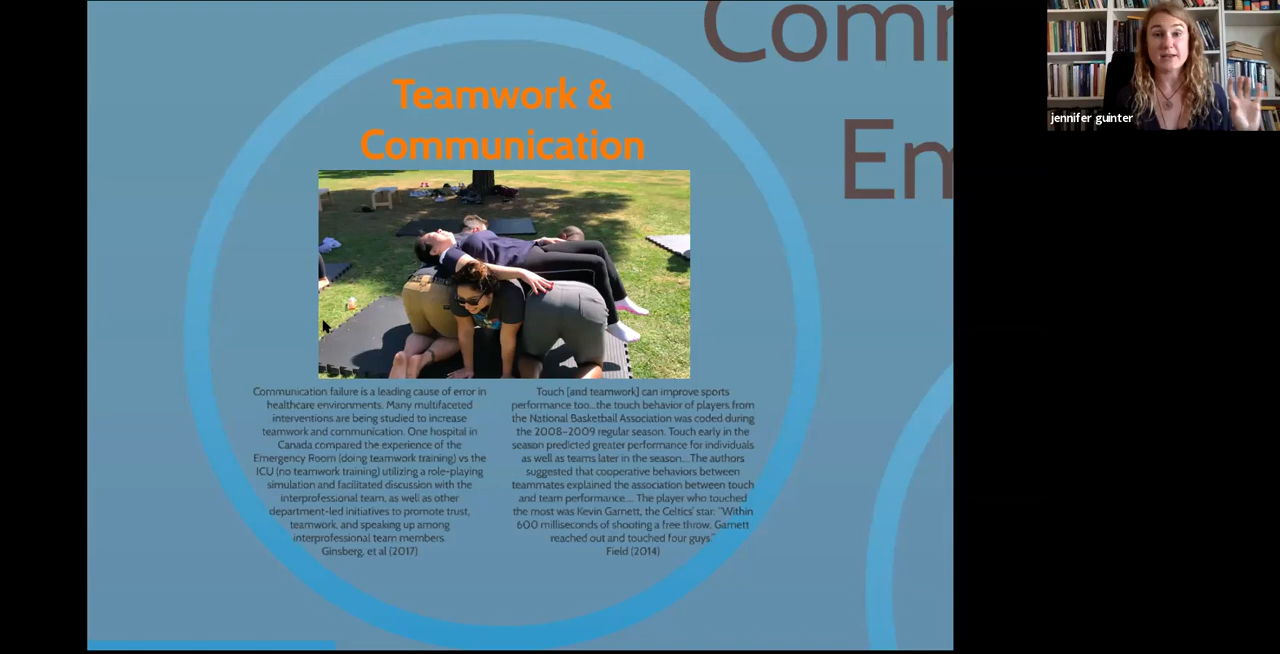 Comm
Em
Teamwork &
Communication
Communication failure is a leading cause of error in
healthcare environments. Many multifaceted
interventions are being studied to increase
teamwork and communication. One hospital in
Canada compared the experience of the
Emergency Room (doing teamwork training) vs the
ICU (no teamwork training) utilizing a role-playing
simulation and facilitated discussion with the
interprofessional team, as well as other
department-led initiatives to promote trust,
teamwork, and speaking up among
interprofessional team members.
Ginsberg, et al (2017)
Touch [and teamwork] can improve sports
performance too...the touch behavior of players from
the National Basketball Association was coded during
the 2008–2009 regular season. Touch early in the
season predicted greater performance for individuals
as well as teams later in the season....The authors
suggested that cooperative behaviors between
teammates explained the association between touch
and team performance.... The player who touched
the most was Kevin Garnett, the Celtics' star. "Within
600 milliseconds of shooting a free throw, Garnett
reached out and touched four guys."
Field (2014)
jennifer guinter